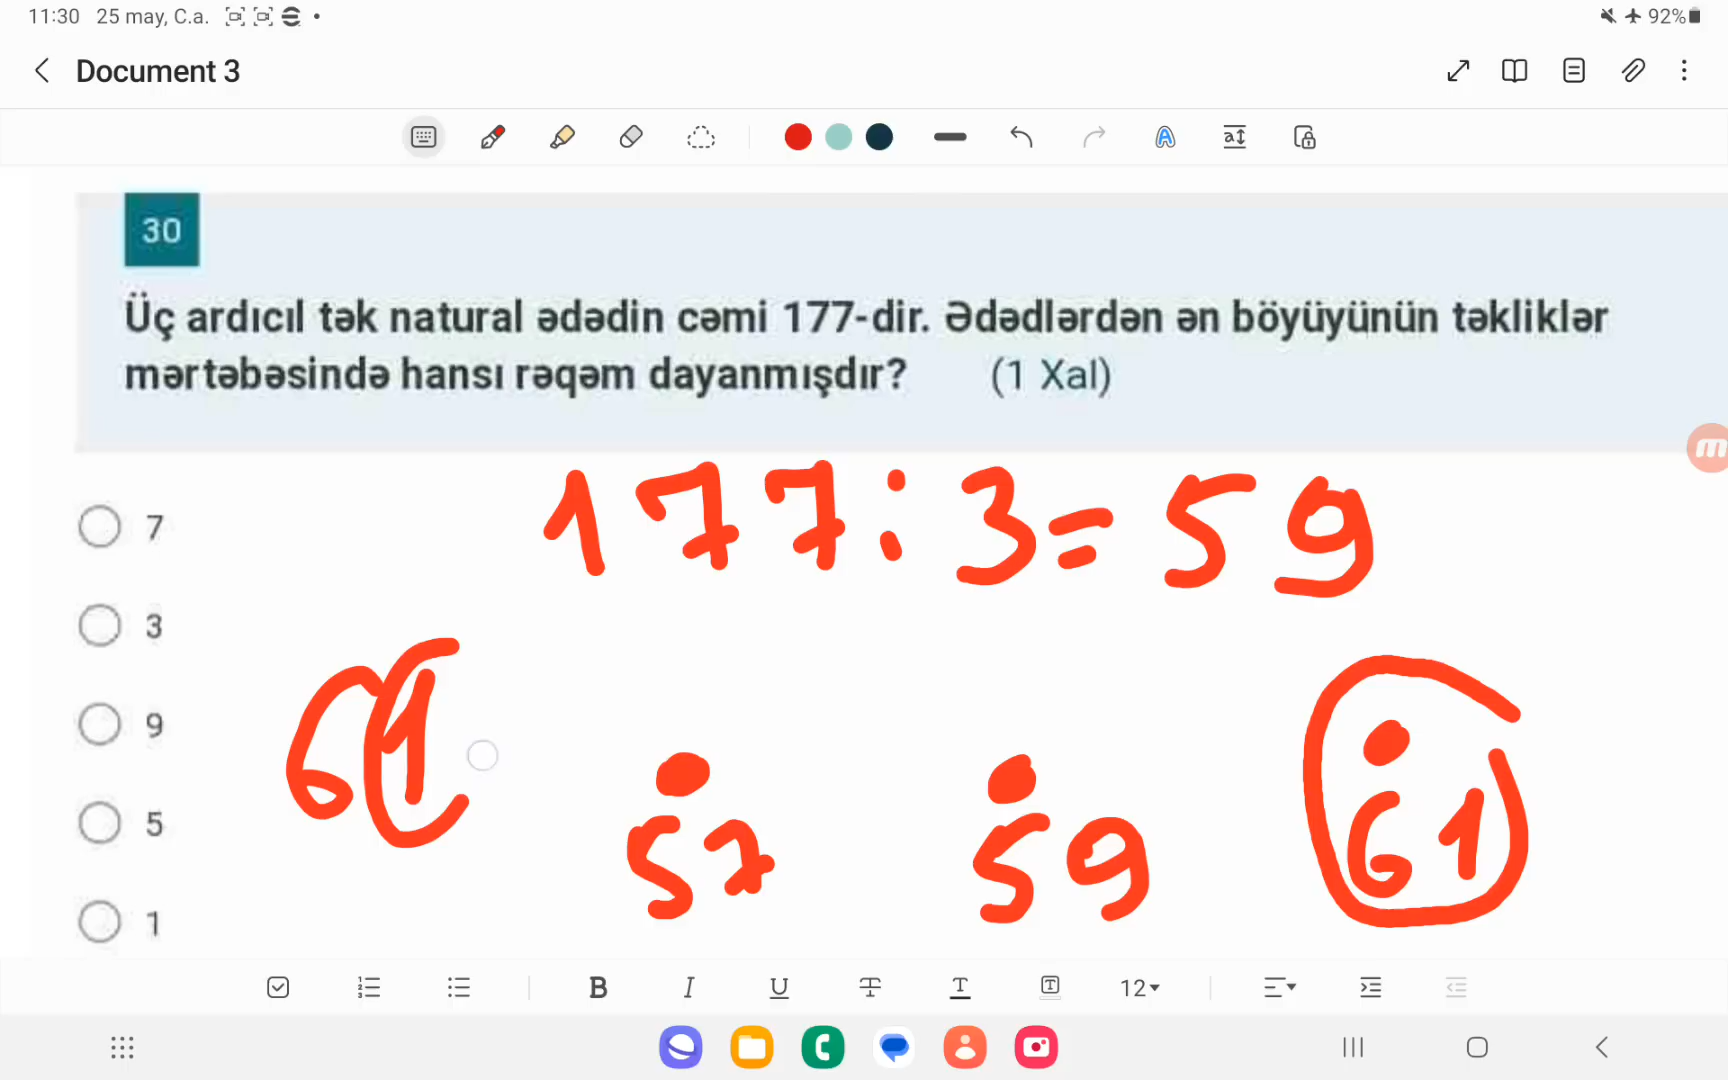 11:30 25 may, C.a. 92%
Document 3
30
Üç ardıcıl tək natural ədədin cəmi 177-dir. Ədədlərdən ən böyüyünün təkliklər
mərtəbəsində hansı rəqəm dayanmışdır? (1 Xal)
177:3=59
7
3
9
5
1
61
57 59 61
B I U T T T 12